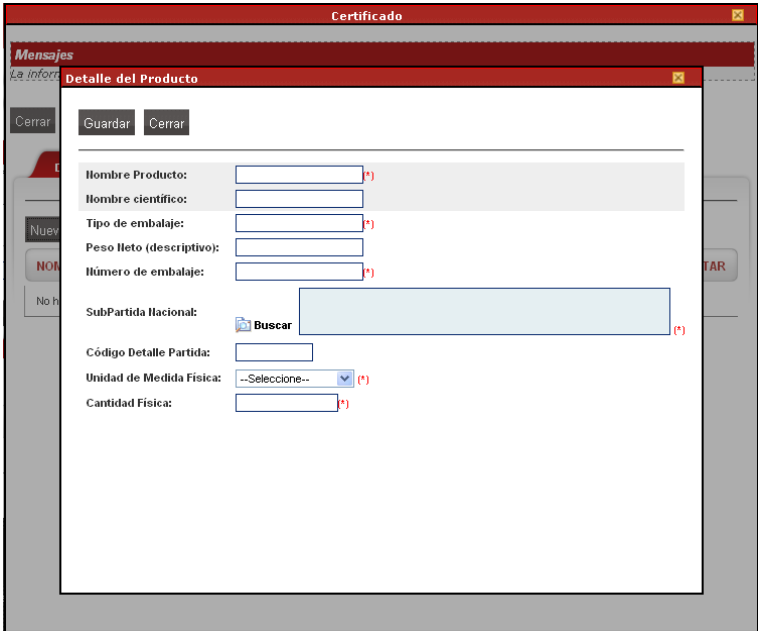 Certificado
Mensajes
La inform
Detalle del Producto
Cerrar
Guardar Cerrar
Nombre Producto: (*)
Nombre científico:
Tipo de embalaje: (*)
Peso Neto (descriptivo):
Número de embalaje: (*)
SubPartida Nacional: Buscar (*)
Código Detalle Partida:
Unidad de Medida Física: --Seleccione-- (*)
Cantidad Física: (*)
D
Nuev
NOM TAR
No h